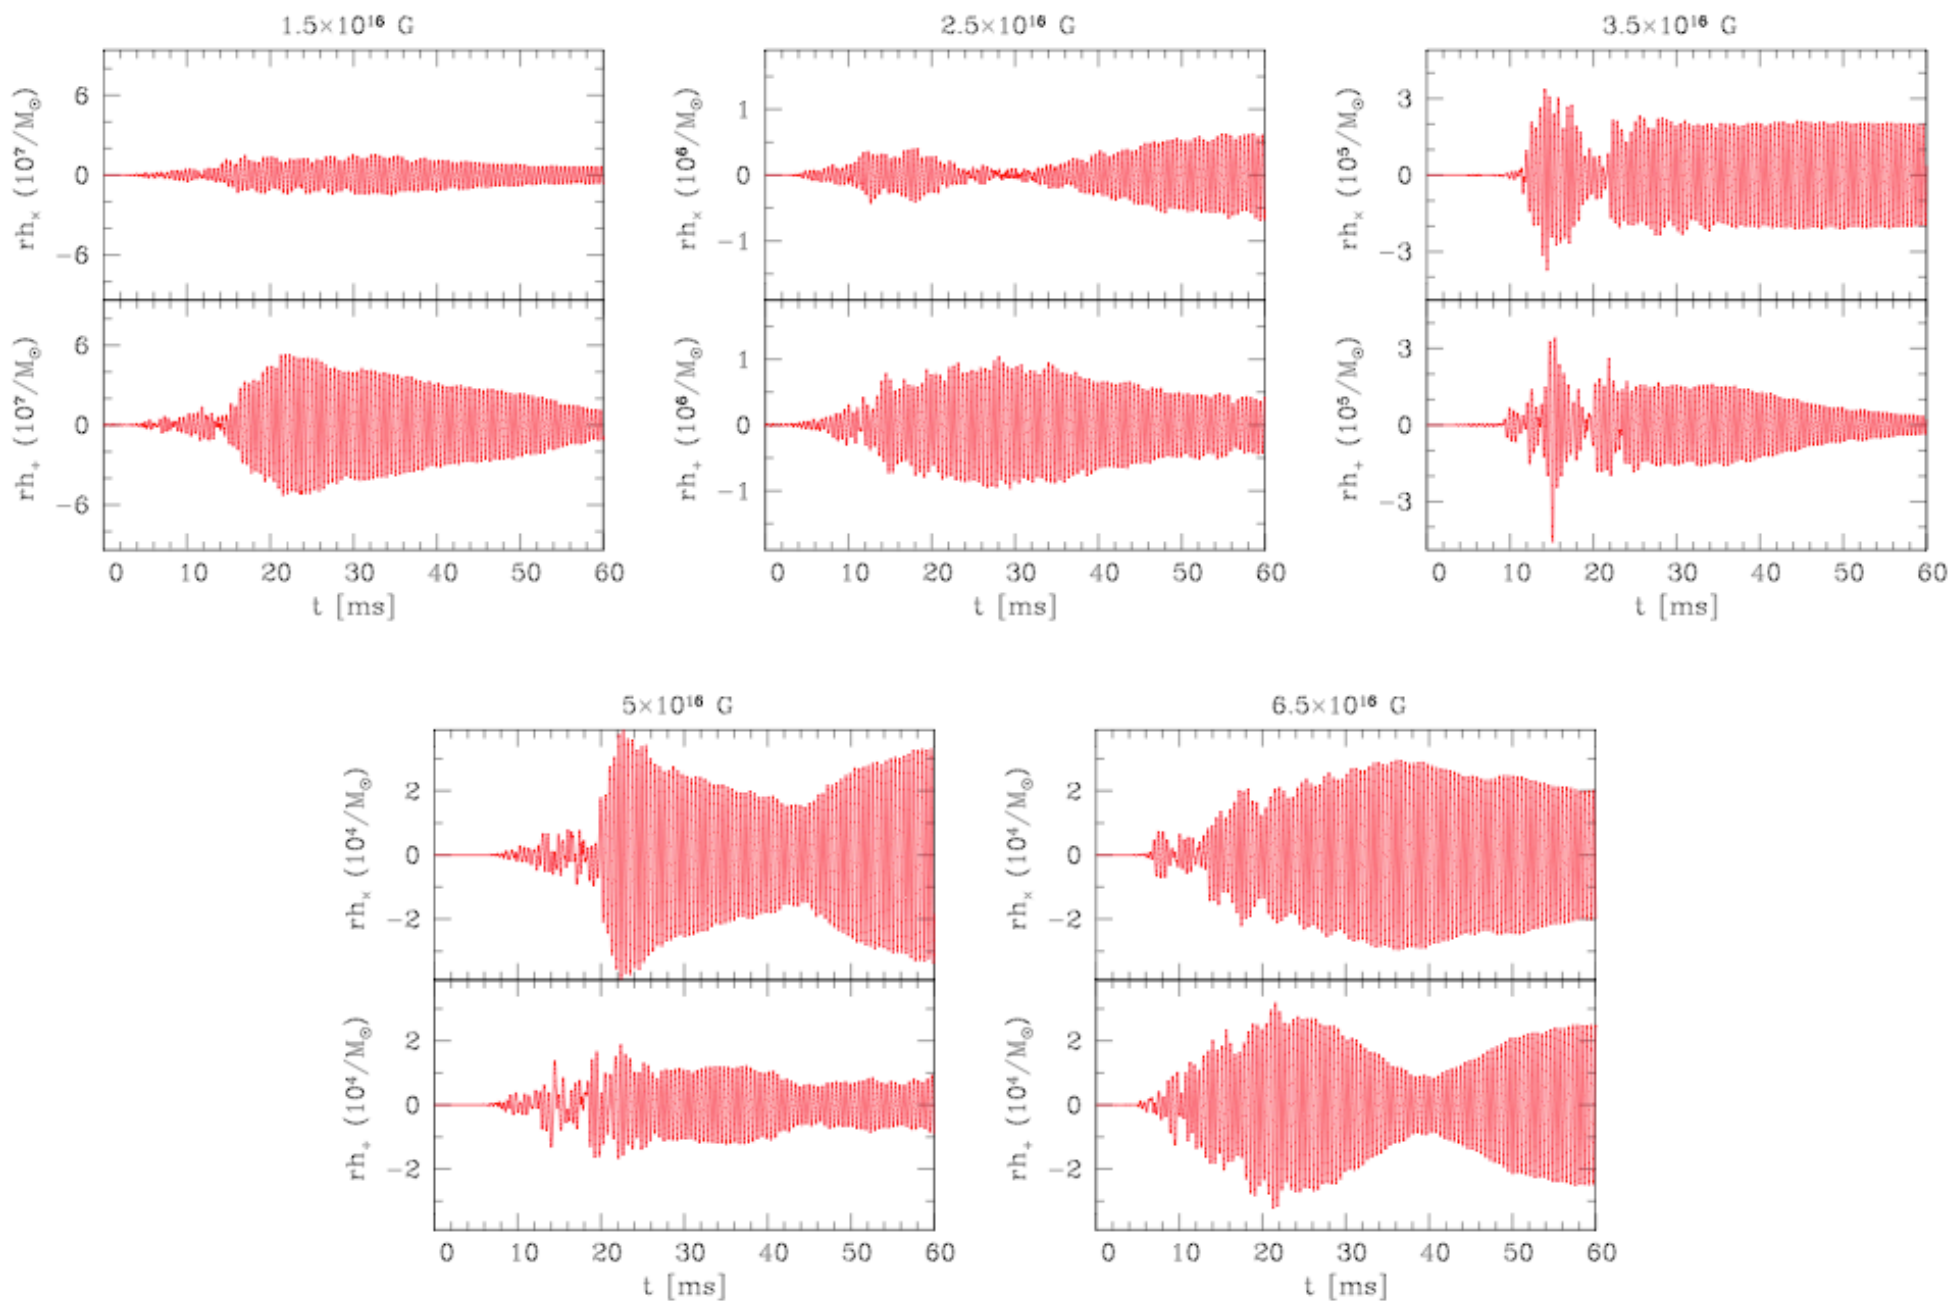 1.5×10¹⁶ G
2.5×10¹⁶ G
3.5×10¹⁶ G
rh× (10⁷/M⊙)
6
0
−6
rh× (10⁶/M⊙)
1
0
−1
rh× (10⁵/M⊙)
3
0
−3
rh₊ (10⁷/M⊙)
6
0
−6
rh₊ (10⁶/M⊙)
1
0
−1
rh₊ (10⁵/M⊙)
3
0
−3
0 10 20 30 40 50 60
0 10 20 30 40 50 60
0 10 20 30 40 50 60
t [ms]
t [ms]
t [ms]
5×10¹⁶ G
6.5×10¹⁶ G
rh× (10⁴/M⊙)
2
0
−2
rh× (10⁴/M⊙)
2
0
−2
rh₊ (10⁴/M⊙)
2
0
−2
rh₊ (10⁴/M⊙)
2
0
−2
0 10 20 30 40 50 60
0 10 20 30 40 50 60
t [ms]
t [ms]